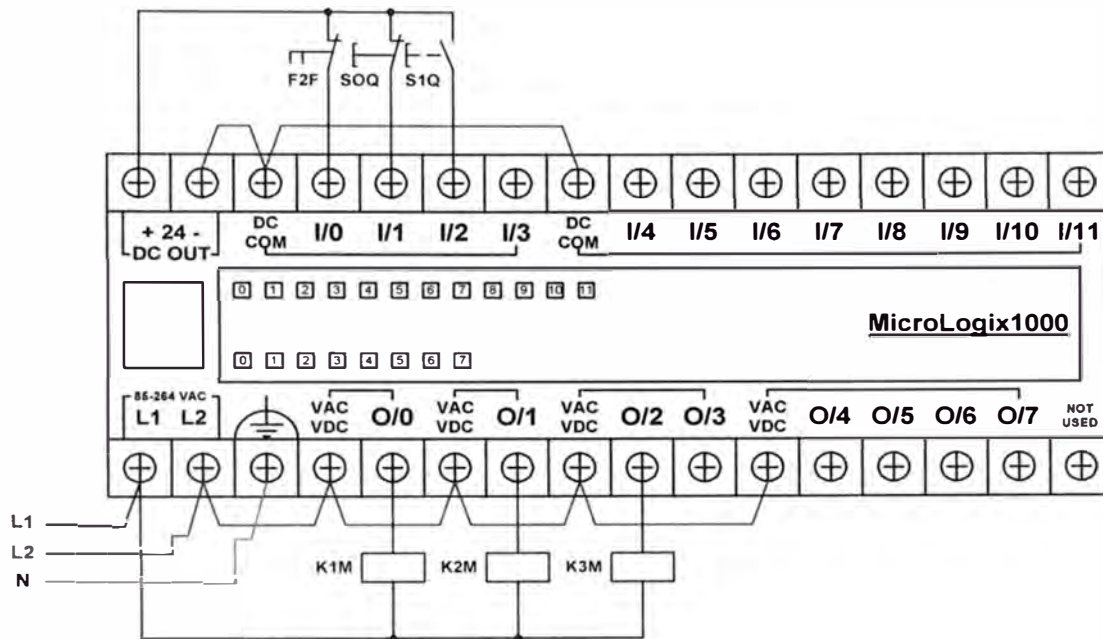 F2F SOQ S1Q
+ 24 - DC OUT
DC COM I/0 I/1 I/2 I/3 DC COM I/4 I/5 I/6 I/7 I/8 I/9 I/10 I/11
0 1 2 3 4 5 6 7 8 9 10 11
MicroLogix1000
0 1 2 3 4 5 6 7
85-264 VAC
L1 L2 VAC VDC O/0 VAC VDC O/1 VAC VDC O/2 O/3 VAC VDC O/4 O/5 O/6 O/7 NOT USED
L1
L2
N
K1M K2M K3M